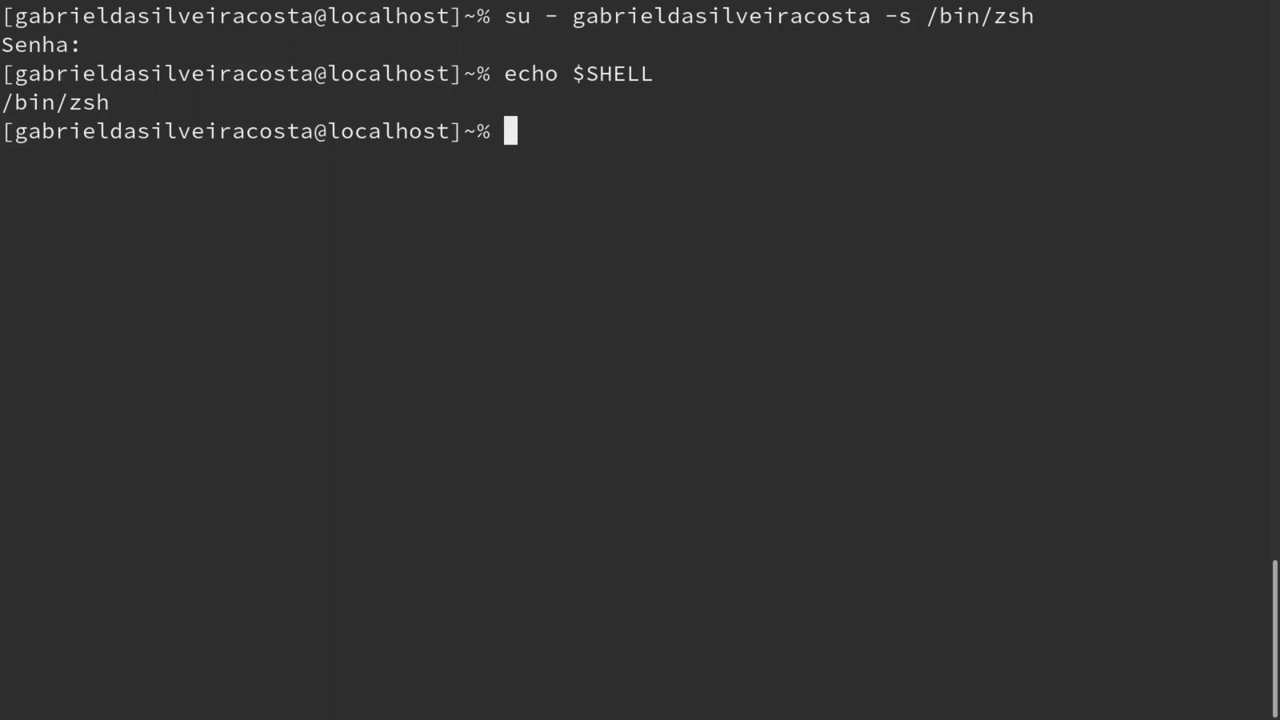 [gabrieldasilveiracosta@localhost]~% su - gabrieldasilveiracosta -s /bin/zsh
Senha:
[gabrieldasilveiracosta@localhost]~% echo $SHELL
/bin/zsh
[gabrieldasilveiracosta@localhost]~%